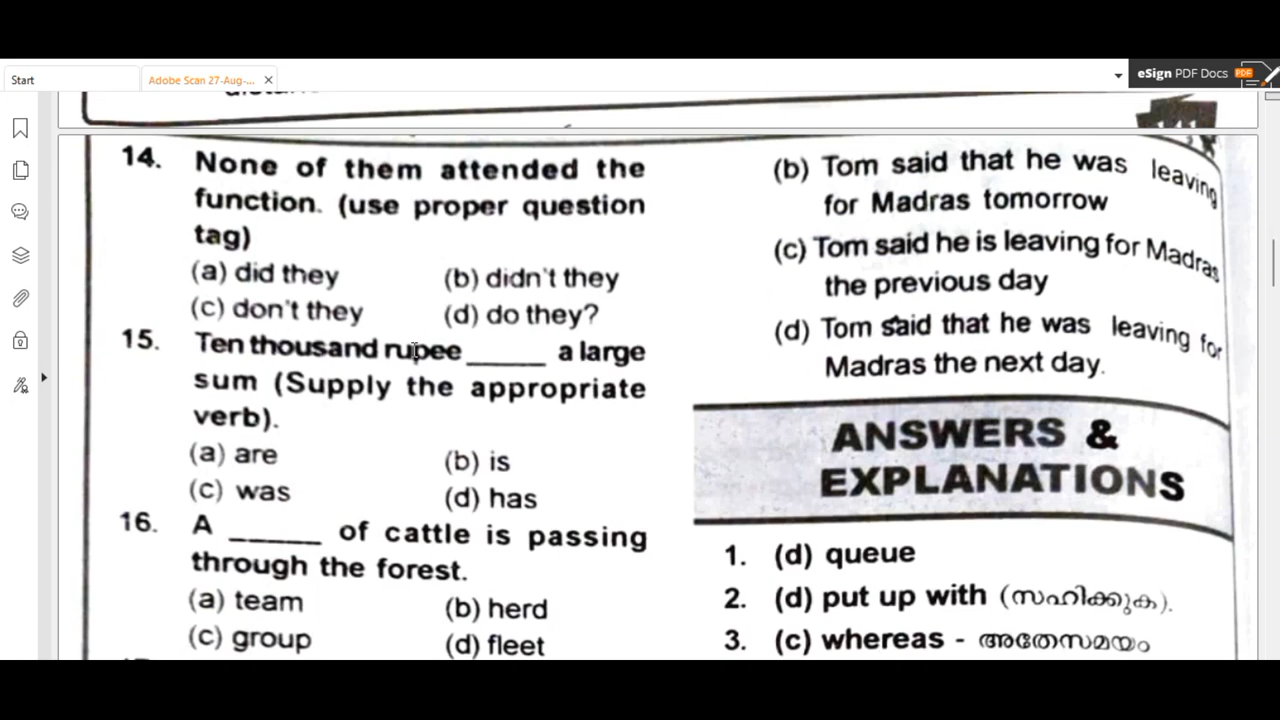 Start
Adobe Scan 27-Aug-...
eSign PDF Docs
PDF
14. None of them attended the
function. (use proper question
tag)
(a) did they (b) didn't they
(c) don't they (d) do they?
15. Ten thousand rupee ______ a large
sum (Supply the appropriate
verb).
(a) are (b) is
(c) was (d) has
16. A ______ of cattle is passing
through the forest.
(a) team (b) herd
(c) group (d) fleet
(b) Tom said that he was leaving
for Madras tomorrow
(c) Tom said he is leaving for Madras
the previous day
(d) Tom said that he was leaving for
Madras the next day.
ANSWERS &
EXPLANATIONS
1. (d) queue
2. (d) put up with (സഹിക്കുക).
3. (c) whereas - അതേസമയം